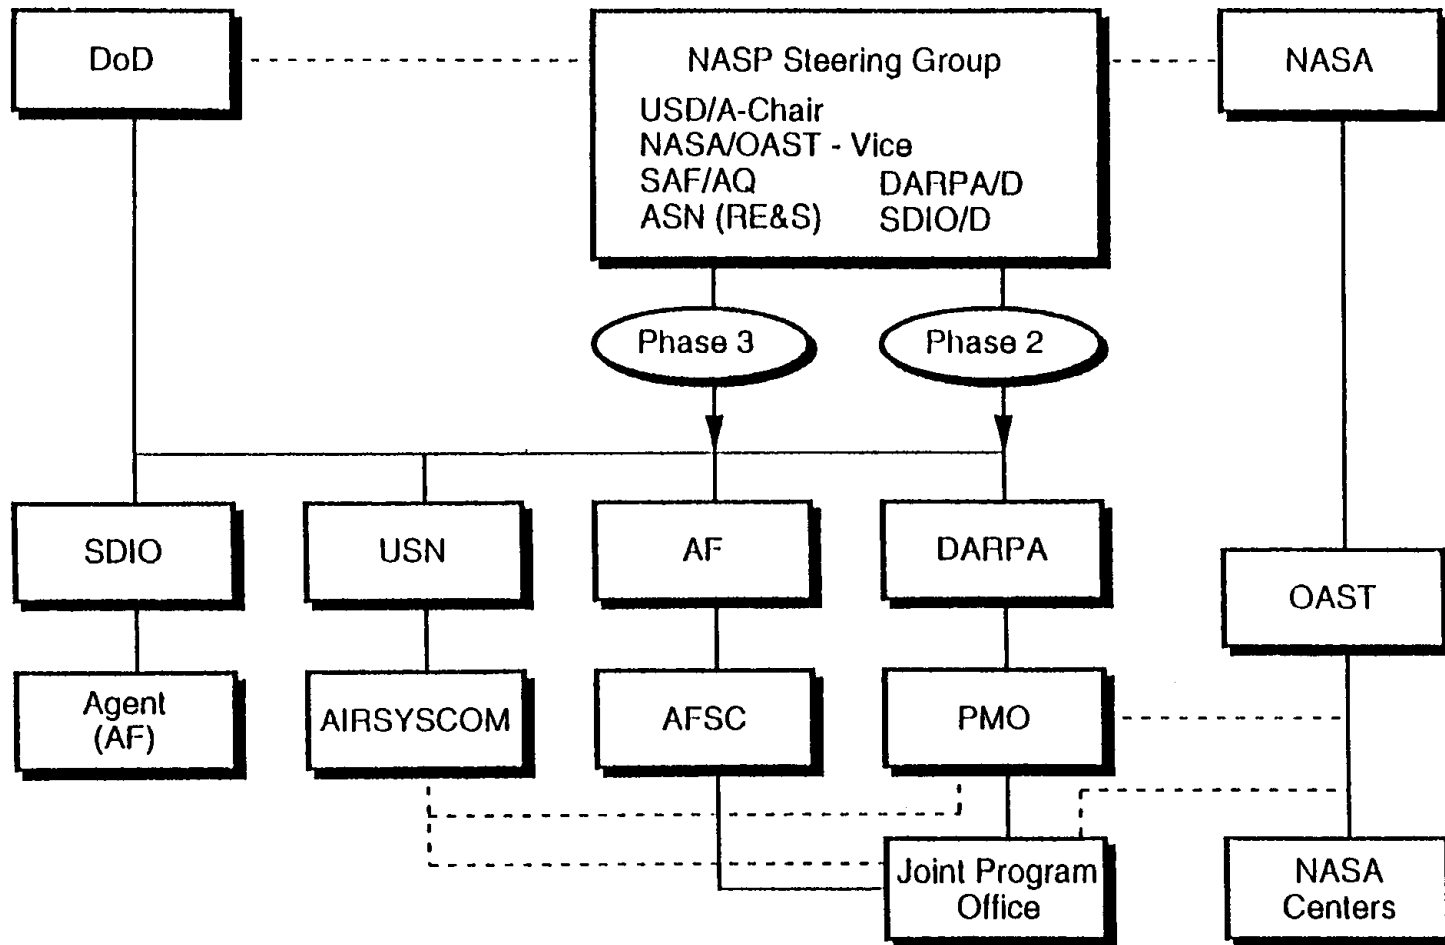 DoD
NASP Steering Group
NASA
USD/A-Chair
NASA/OAST - Vice
SAF/AQ DARPA/D
ASN (RE&S) SDIO/D
Phase 3
Phase 2
SDIO
USN
AF
DARPA
OAST
Agent
(AF)
AIRSYSCOM
AFSC
PMO
Joint Program
Office
NASA
Centers